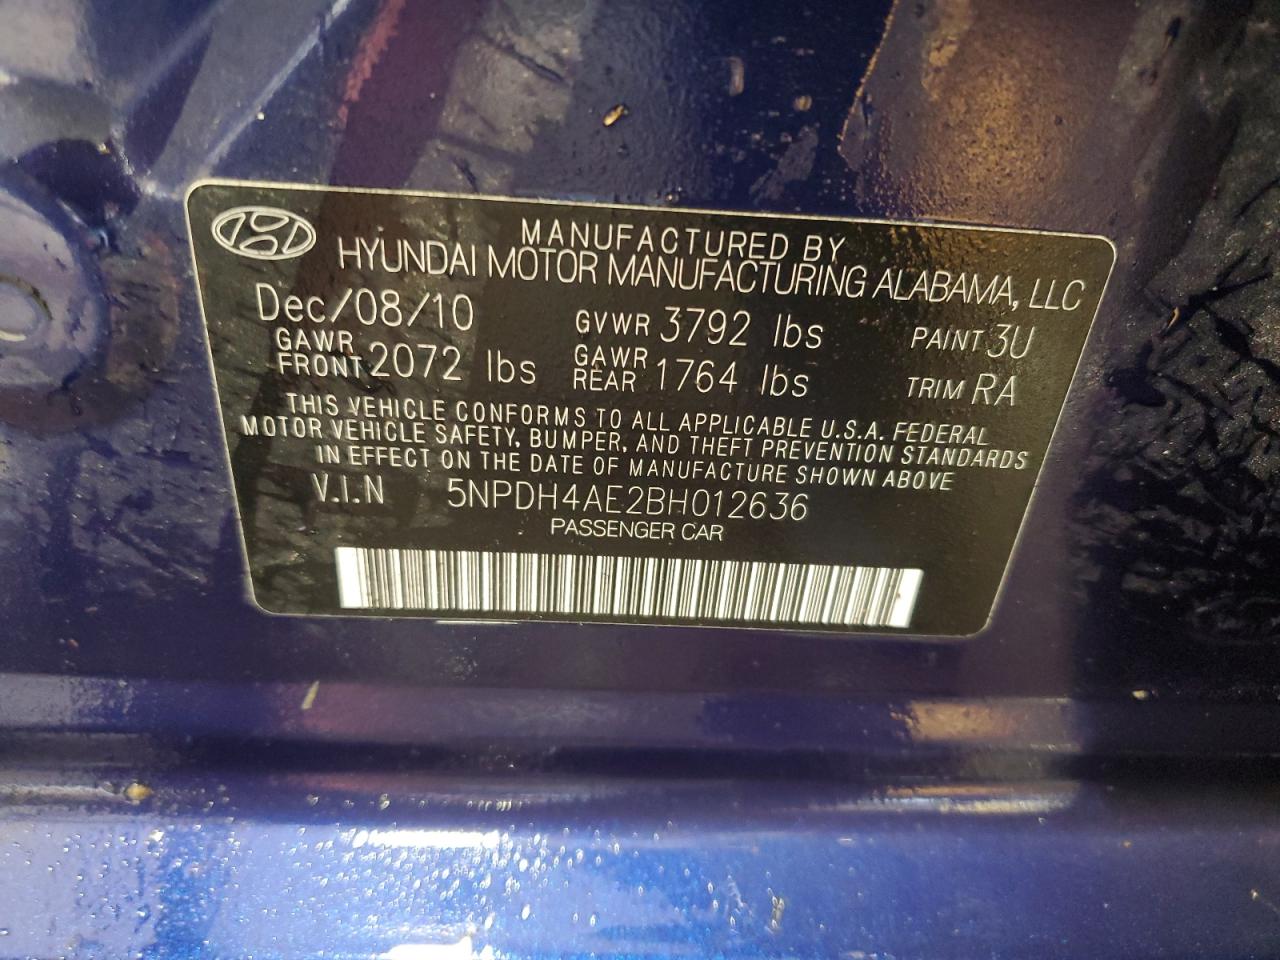 MANUFACTURED BY
HYUNDAI MOTOR MANUFACTURING ALABAMA, LLC
Dec/08/10 GVWR 3792 lbs PAINT 3U
GAWR FRONT 2072 lbs GAWR REAR 1764 lbs TRIM RA
THIS VEHICLE CONFORMS TO ALL APPLICABLE U.S.A. FEDERAL
MOTOR VEHICLE SAFETY, BUMPER, AND THEFT PREVENTION STANDARDS
IN EFFECT ON THE DATE OF MANUFACTURE SHOWN ABOVE
V.I.N 5NPDH4AE2BH012636
PASSENGER CAR